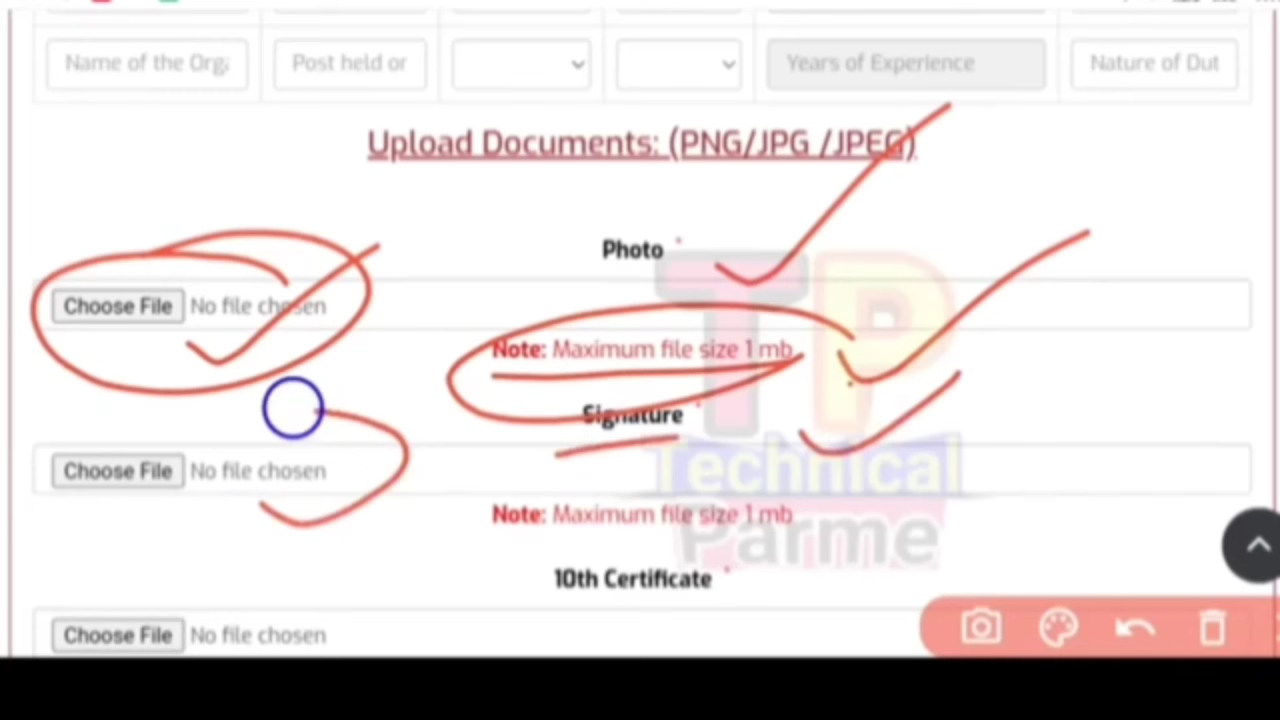 Name of the Orga
Post held or
Years of Experience
Nature of Dut
Upload Documents: (PNG/JPG /JPEG)
Photo *
Choose File No file chosen
Note: Maximum file size 1 mb
Signature *
Choose File No file chosen
Note: Maximum file size 1 mb
10th Certificate *
Choose File No file chosen
TP
Technical
Parme